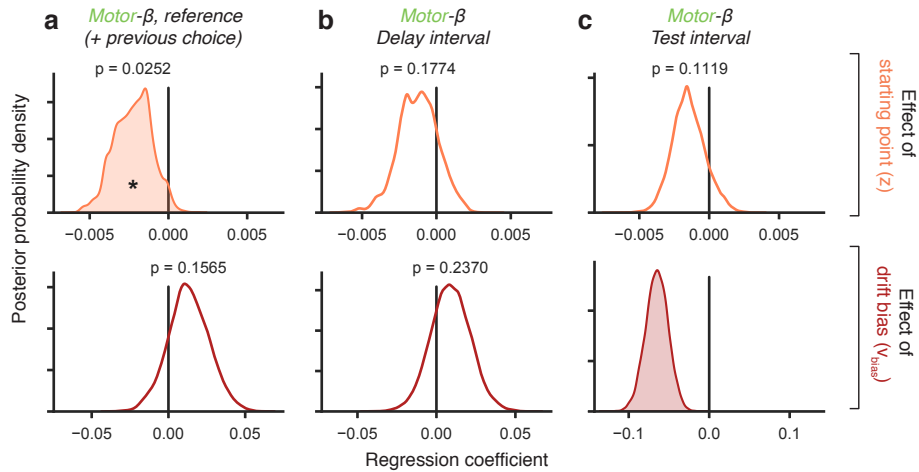 a
Motor-β, reference
(+ previous choice)
b
Motor-β
Delay interval
c
Motor-β
Test interval
p = 0.0252
p = 0.1774
p = 0.1119
*
−0.005 0.000 0.005
−0.005 0.000 0.005
−0.005 0.000 0.005
Effect of
starting point (z)
Posterior probability density
p = 0.1565
p = 0.2370
−0.05 0.00 0.05
−0.05 0.00 0.05
−0.1 0.0 0.1
Effect of
drift bias (vbias)
Regression coefficient